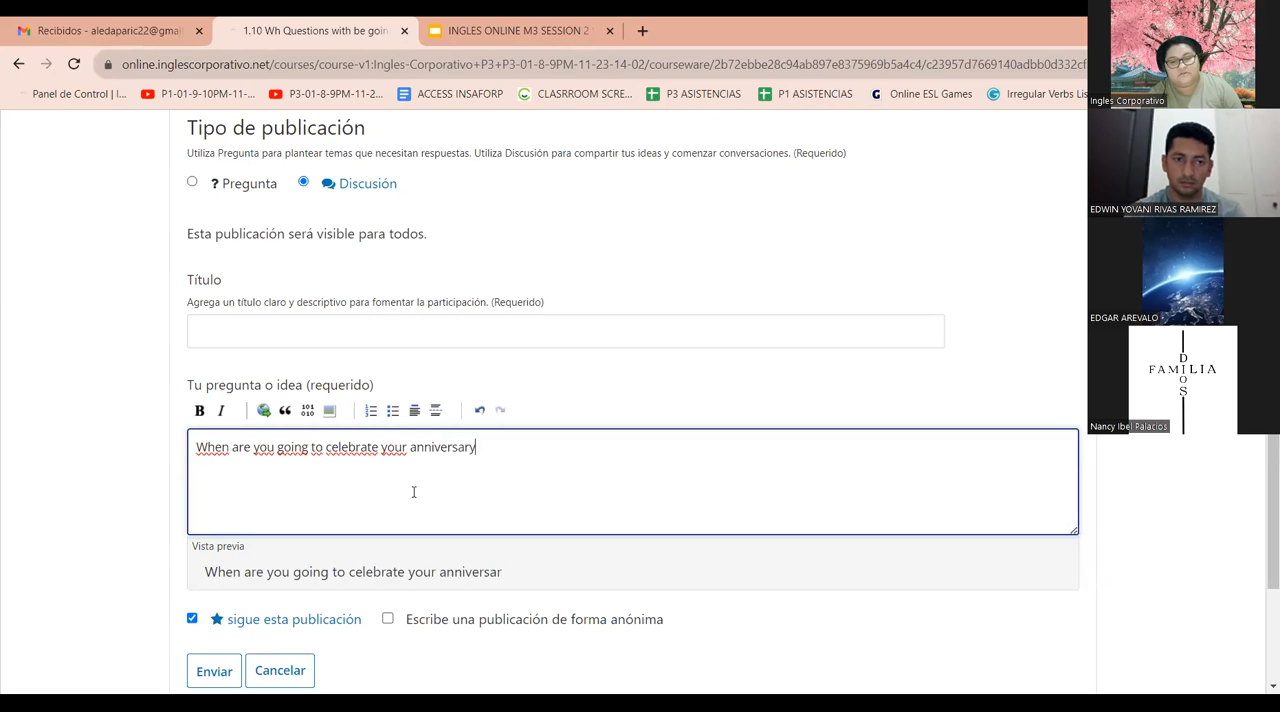 Recibidos - aledaparic22@gmai
1.10 Wh Questions with be goin
INGLES ONLINE M3 SESSION 2
online.inglescorporativo.net/courses/course-v1:Ingles-Corporativo+P3+P3-01-8-9PM-11-23-14-02/courseware/2b72ebbe28c94ab897e8375969b5a4c4/c23957d7669140adbb0d332cf
Panel de Control | I...
P1-01-9-10PM-11-...
P3-01-8-9PM-11-2...
ACCESS INSAFORP
CLASRROOM SCRE...
P3 ASISTENCIAS
P1 ASISTENCIAS
Online ESL Games
Irregular Verbs Lis
Tipo de publicación
Utiliza Pregunta para plantear temas que necesitan respuestas. Utiliza Discusión para compartir tus ideas y comenzar conversaciones. (Requerido)
? Pregunta
Discusión
Esta publicación será visible para todos.
Título
Agrega un título claro y descriptivo para fomentar la participación. (Requerido)
Tu pregunta o idea (requerido)
B I
101
010
When are you going to celebrate your anniversary
Vista previa
When are you going to celebrate your anniversar
sigue esta publicación
Escribe una publicación de forma anónima
Enviar
Cancelar
Ingles Corporativo
EDWIN YOVANI RIVAS RAMIREZ
EDGAR AREVALO
DIOS
FAMILIA
Nancy Ibel Palacios